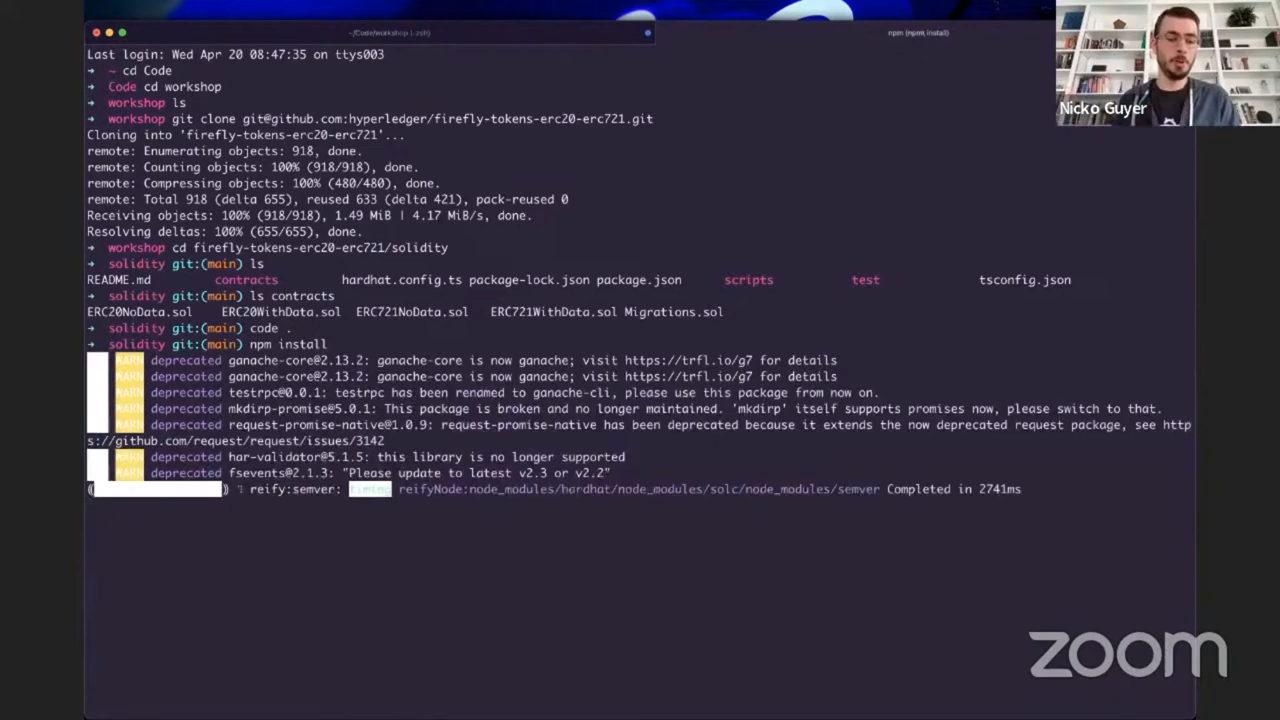 ~/Code/workshop (-zsh)
npm (npm install)
Last login: Wed Apr 20 08:47:35 on ttys003
➜ ~ cd Code
➜ Code cd workshop
➜ workshop ls
➜ workshop git clone git@github.com:hyperledger/firefly-tokens-erc20-erc721.git
Cloning into 'firefly-tokens-erc20-erc721'...
remote: Enumerating objects: 918, done.
remote: Counting objects: 100% (918/918), done.
remote: Compressing objects: 100% (480/480), done.
remote: Total 918 (delta 655), reused 633 (delta 421), pack-reused 0
Receiving objects: 100% (918/918), 1.49 MiB | 4.17 MiB/s, done.
Resolving deltas: 100% (655/655), done.
➜ workshop cd firefly-tokens-erc20-erc721/solidity
➜ solidity git:(main) ls
README.md contracts hardhat.config.ts package-lock.json package.json scripts test tsconfig.json
➜ solidity git:(main) ls contracts
ERC20NoData.sol ERC20WithData.sol ERC721NoData.sol ERC721WithData.sol Migrations.sol
➜ solidity git:(main) code .
➜ solidity git:(main) npm install
WARN deprecated ganache-core@2.13.2: ganache-core is now ganache; visit https://trfl.io/g7 for details
WARN deprecated ganache-core@2.13.2: ganache-core is now ganache; visit https://trfl.io/g7 for details
WARN deprecated testrpc@0.0.1: testrpc has been renamed to ganache-cli, please use this package from now on.
WARN deprecated mkdirp-promise@5.0.1: This package is broken and no longer maintained. 'mkdirp' itself supports promises now, please switch to that.
WARN deprecated request-promise-native@1.0.9: request-promise-native has been deprecated because it extends the now deprecated request package, see http
s://github.com/request/request/issues/3142
WARN deprecated har-validator@5.1.5: this library is no longer supported
WARN deprecated fsevents@2.1.3: "Please update to latest v2.3 or v2.2"
reify:semver: timing reifyNode:node_modules/hardhat/node_modules/solc/node_modules/semver Completed in 2741ms
Nicko Guyer
zoom